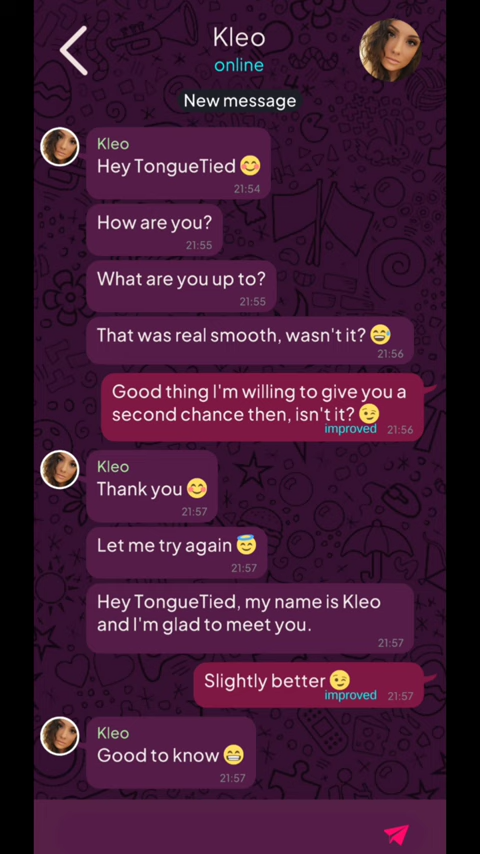 Kleo
online
New message
Kleo
Hey TongueTied 😊
21:54
How are you?
21:55
What are you up to?
21:55
That was real smooth, wasn't it? 😅
21:56
Good thing I'm willing to give you a
second chance then, isn't it? 😉
improved 21:56
Kleo
Thank you 😊
21:57
Let me try again 😇
21:57
Hey TongueTied, my name is Kleo
and I'm glad to meet you.
21:57
Slightly better 😉
improved 21:57
Kleo
Good to know 😁
21:57